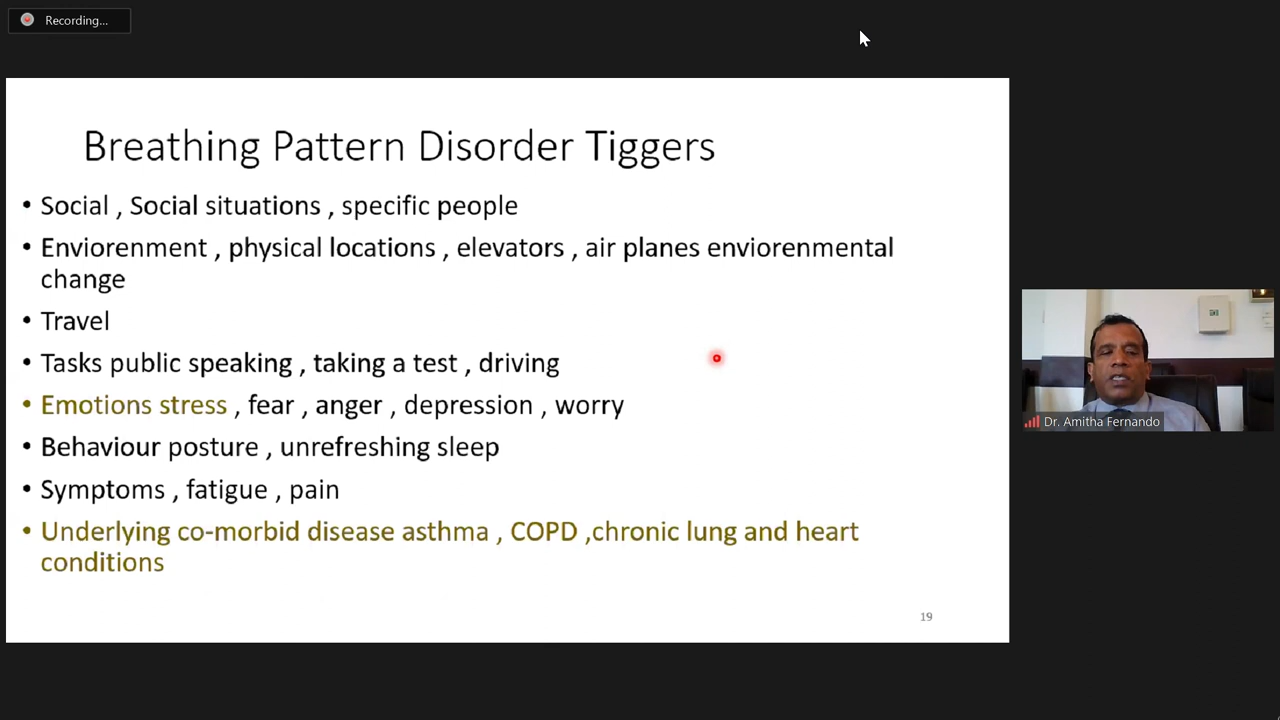 Recording...
Breathing Pattern Disorder Tiggers
• Social , Social situations , specific people
• Enviorenment , physical locations , elevators , air planes enviorenmental
change
• Travel
• Tasks public speaking , taking a test , driving
• Emotions stress , fear , anger , depression , worry
• Behaviour posture , unrefreshing sleep
• Symptoms , fatigue , pain
• Underlying co-morbid disease asthma , COPD ,chronic lung and heart
conditions
19
Dr. Amitha Fernando